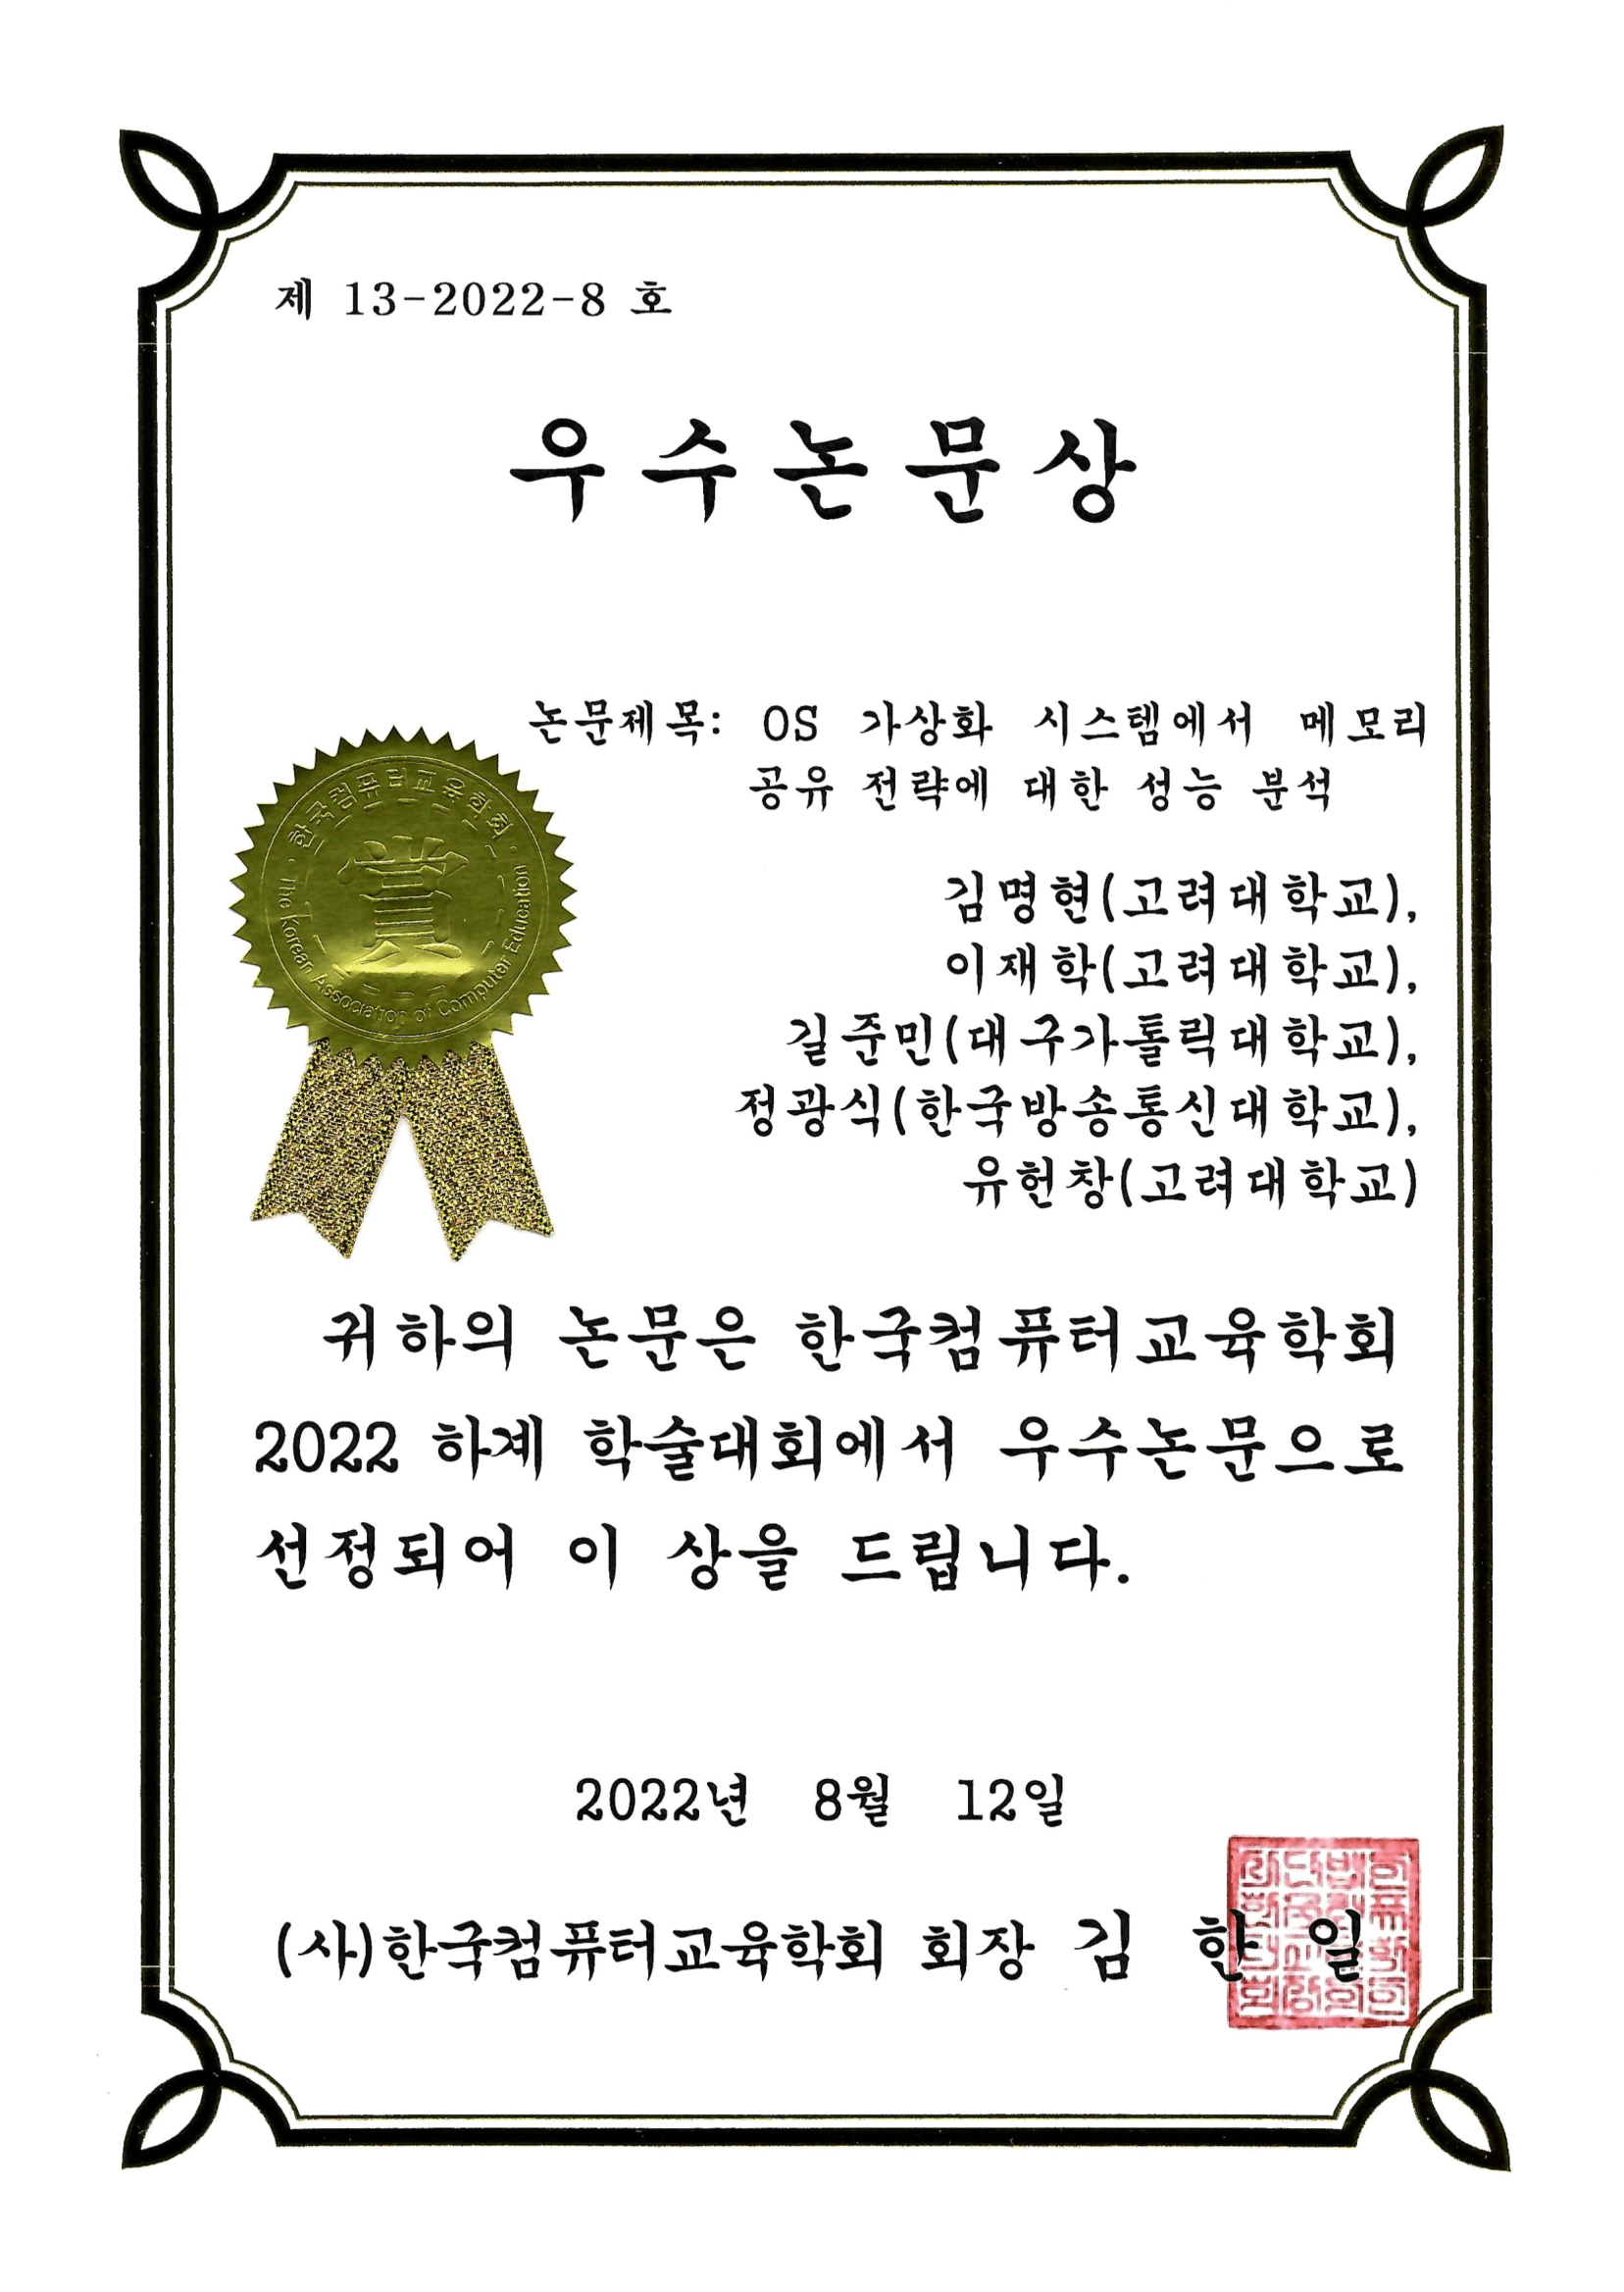 제 13-2022-8 호
우수논문상
논문제목: OS 가상화 시스템에서 메모리
공유 전략에 대한 성능 분석
한국컴퓨터교육학회
賞
The Korean Association of Computer Education
김명현(고려대학교),
이재학(고려대학교),
길준민(대구가톨릭대학교),
정광식(한국방송통신대학교),
유헌창(고려대학교)
귀하의 논문은 한국컴퓨터교육학회
2022 하계 학술대회에서 우수논문으로
선정되어 이 상을 드립니다.
2022년 8월 12일
(사)한국컴퓨터교육학회 회장 김 한 일